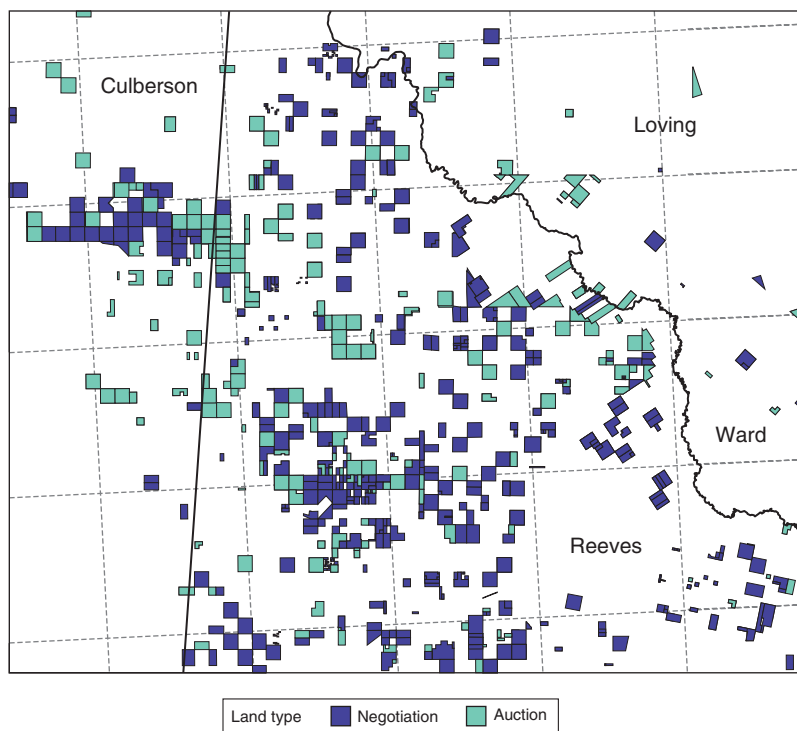 Culberson
Loving
Ward
Reeves
Land type Negotiation Auction